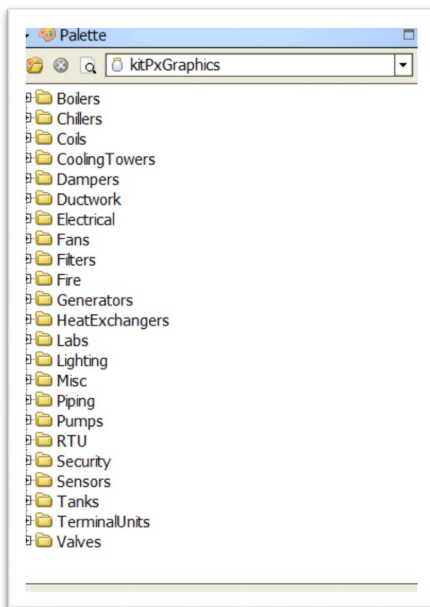 Palette
kitPxGraphics
Boilers
Chillers
Coils
CoolingTowers
Dampers
Ductwork
Electrical
Fans
Filters
Fire
Generators
HeatExchangers
Labs
Lighting
Misc
Piping
Pumps
RTU
Security
Sensors
Tanks
TerminalUnits
Valves